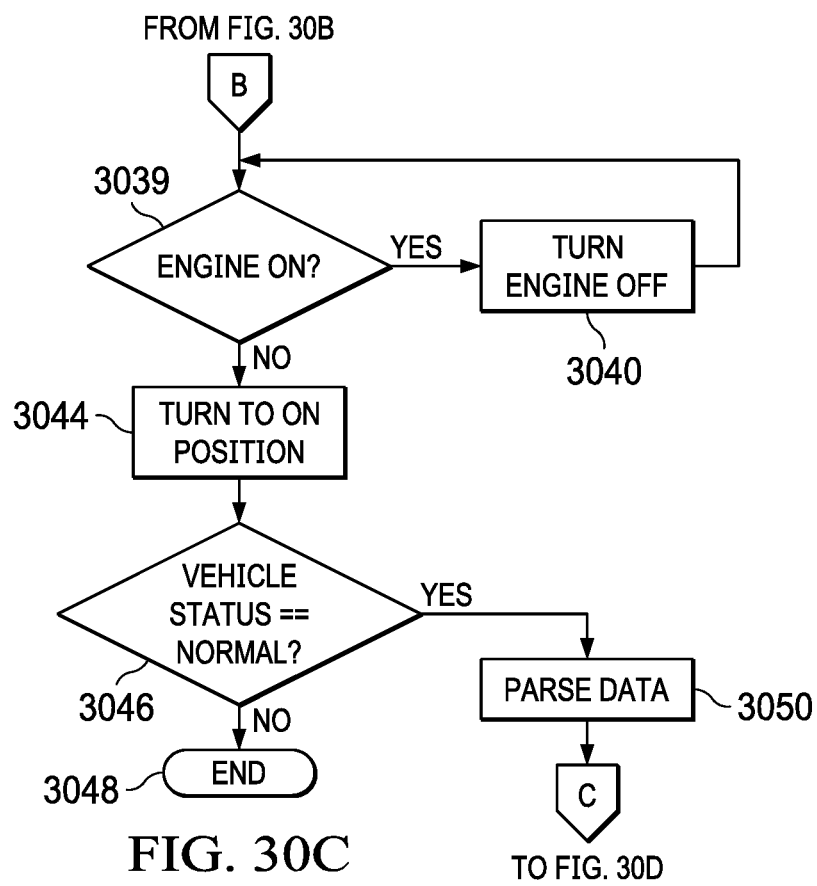 FROM FIG. 30B
B
3039
ENGINE ON?
YES
TURN
ENGINE OFF
3040
NO
3044
TURN TO ON
POSITION
VEHICLE
STATUS ==
NORMAL?
YES
3046
NO
PARSE DATA
3050
END
3048
C
FIG. 30C
TO FIG. 30D